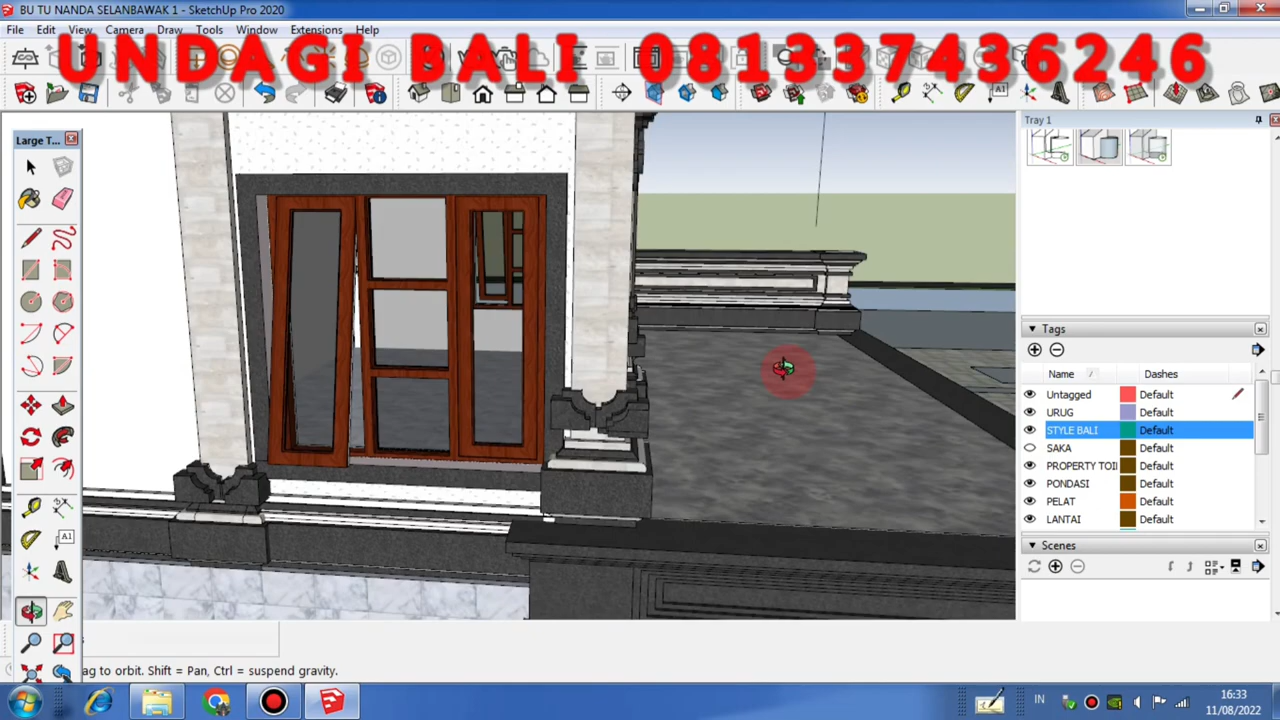 BU TU NANDA SELANBAWAK 1 - SketchUp Pro 2020
File Edit View Camera Draw Tools Window Extensions Help
UNDAGI BALI 081337436246
Large T...
Tray 1
Tags
Name Dashes
Untagged Default
URUG Default
STYLE BALI Default
SAKA Default
PROPERTY TOI Default
PONDASI Default
PELAT Default
LANTAI Default
Scenes
ag to orbit. Shift = Pan, Ctrl = suspend gravity.
IN
16:33
11/08/2022